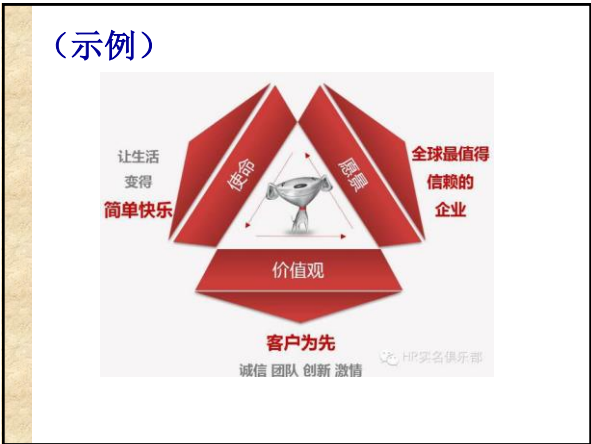 （示例）
让生活
变得
简单快乐
使命
愿景
全球最值得
信赖的
企业
价值观
客户为先
诚信 团队 创新 激情
HR实名俱乐部